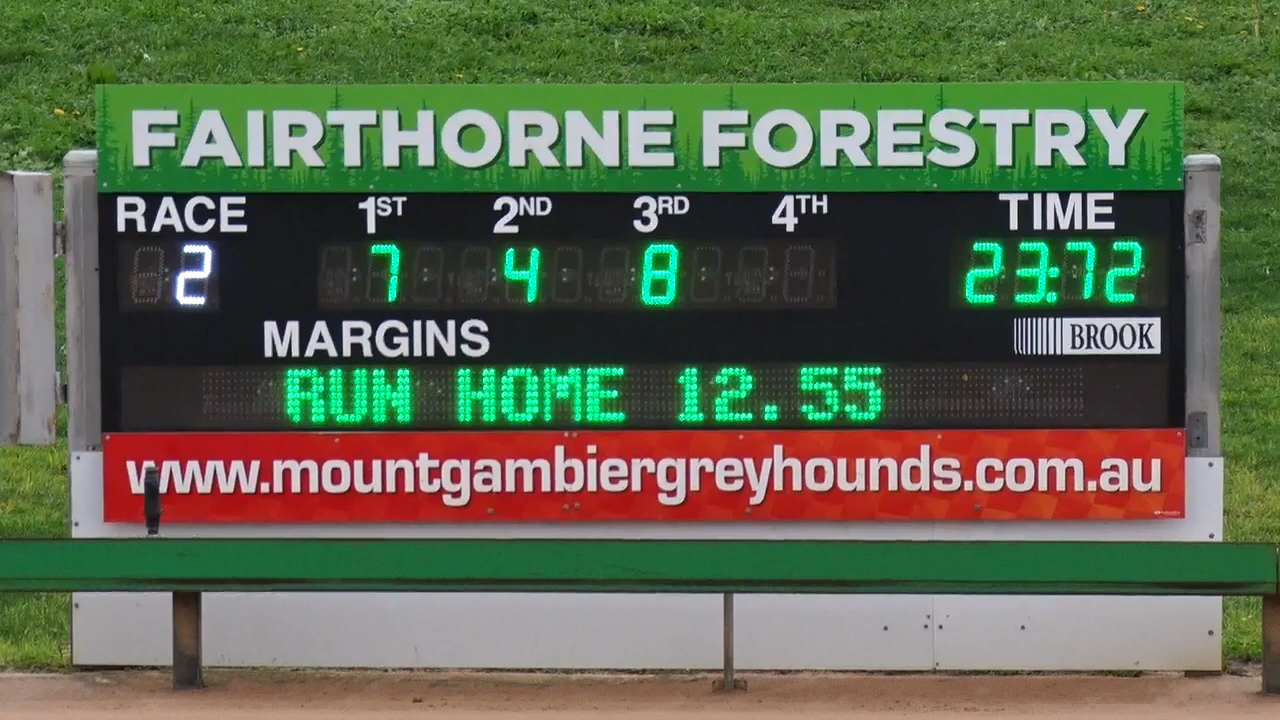 FAIRTHORNE FORESTRY
RACE 1ST 2ND 3RD 4TH TIME
2 7 4 8 23:72
MARGINS BROOK
RUN HOME 12.55
www.mountgambiergreyhounds.com.au